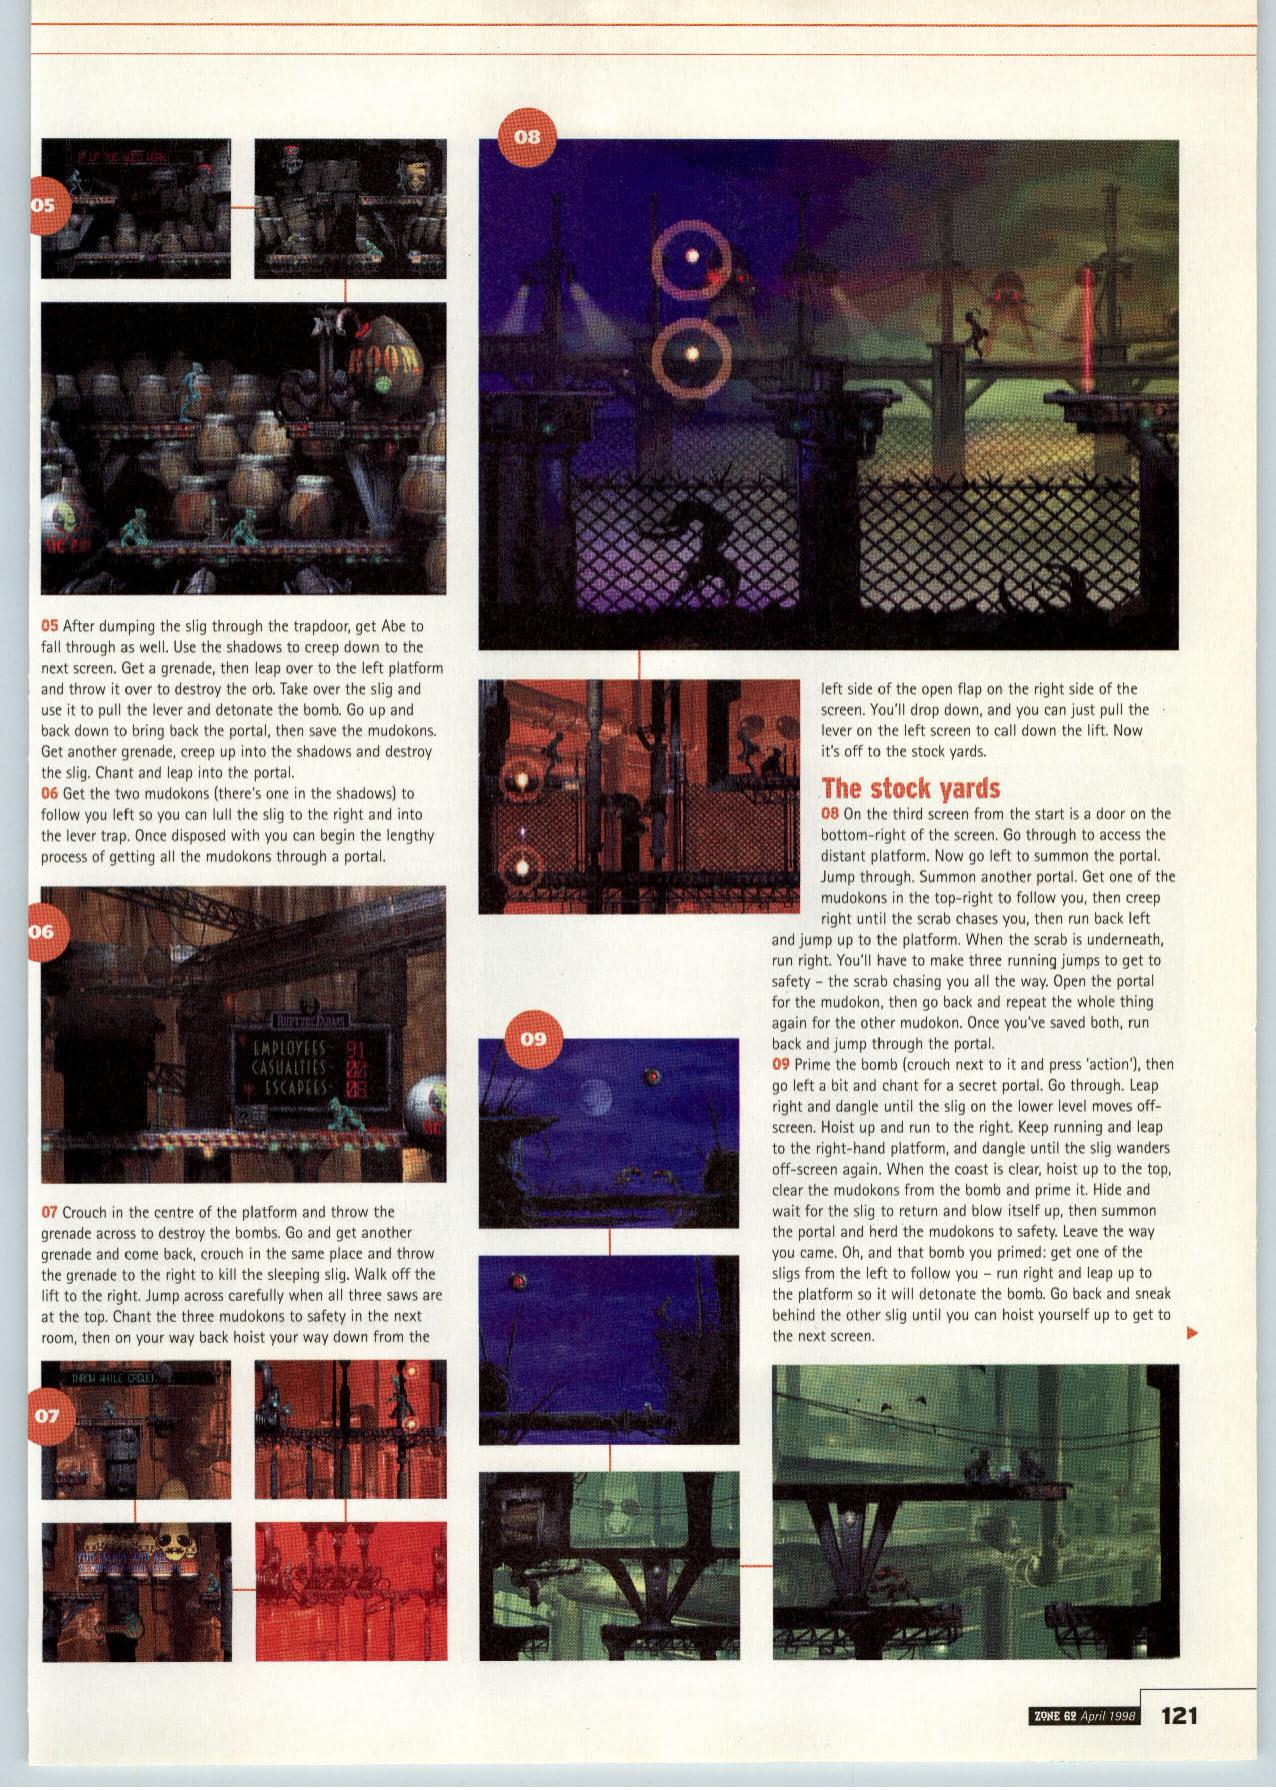 05
BOOM
05 After dumping the slig through the trapdoor, get Abe to
fall through as well. Use the shadows to creep down to the
next screen. Get a grenade, then leap over to the left platform
and throw it over to destroy the orb. Take over the slig and
use it to pull the lever and detonate the bomb. Go up and
back down to bring back the portal, then save the mudokons.
Get another grenade, creep up into the shadows and destroy
the slig. Chant and leap into the portal.
06 Get the two mudokons (there's one in the shadows) to
follow you left so you can lull the slig to the right and into
the lever trap. Once disposed with you can begin the lengthy
process of getting all the mudokons through a portal.
06
RUPTURE FARMS
EMPLOYEES- 91
CASUALTIES- 00
ESCAPEES- 08
07 Crouch in the centre of the platform and throw the
grenade across to destroy the bombs. Go and get another
grenade and come back, crouch in the same place and throw
the grenade to the right to kill the sleeping slig. Walk off the
lift to the right. Jump across carefully when all three saws are
at the top. Chant the three mudokons to safety in the next
room, then on your way back hoist your way down from the
07
THROW WHILE CROUCH
08
left side of the open flap on the right side of the
screen. You'll drop down, and you can just pull the
lever on the left screen to call down the lift. Now
it's off to the stock yards.
The stock yards
08 On the third screen from the start is a door on the
bottom-right of the screen. Go through to access the
distant platform. Now go left to summon the portal.
Jump through. Summon another portal. Get one of the
mudokons in the top-right to follow you, then creep
right until the scrab chases you, then run back left
and jump up to the platform. When the scrab is underneath,
run right. You'll have to make three running jumps to get to
safety – the scrab chasing you all the way. Open the portal
for the mudokon, then go back and repeat the whole thing
again for the other mudokon. Once you've saved both, run
back and jump through the portal.
09
09 Prime the bomb (crouch next to it and press 'action'), then
go left a bit and chant for a secret portal. Go through. Leap
right and dangle until the slig on the lower level moves off-
screen. Hoist up and run to the right. Keep running and leap
to the right-hand platform, and dangle until the slig wanders
off-screen again. When the coast is clear, hoist up to the top,
clear the mudokons from the bomb and prime it. Hide and
wait for the slig to return and blow itself up, then summon
the portal and herd the mudokons to safety. Leave the way
you came. Oh, and that bomb you primed: get one of the
sligs from the left to follow you – run right and leap up to
the platform so it will detonate the bomb. Go back and sneak
behind the other slig until you can hoist yourself up to get to
the next screen.
ZONE 62 April 1998 121